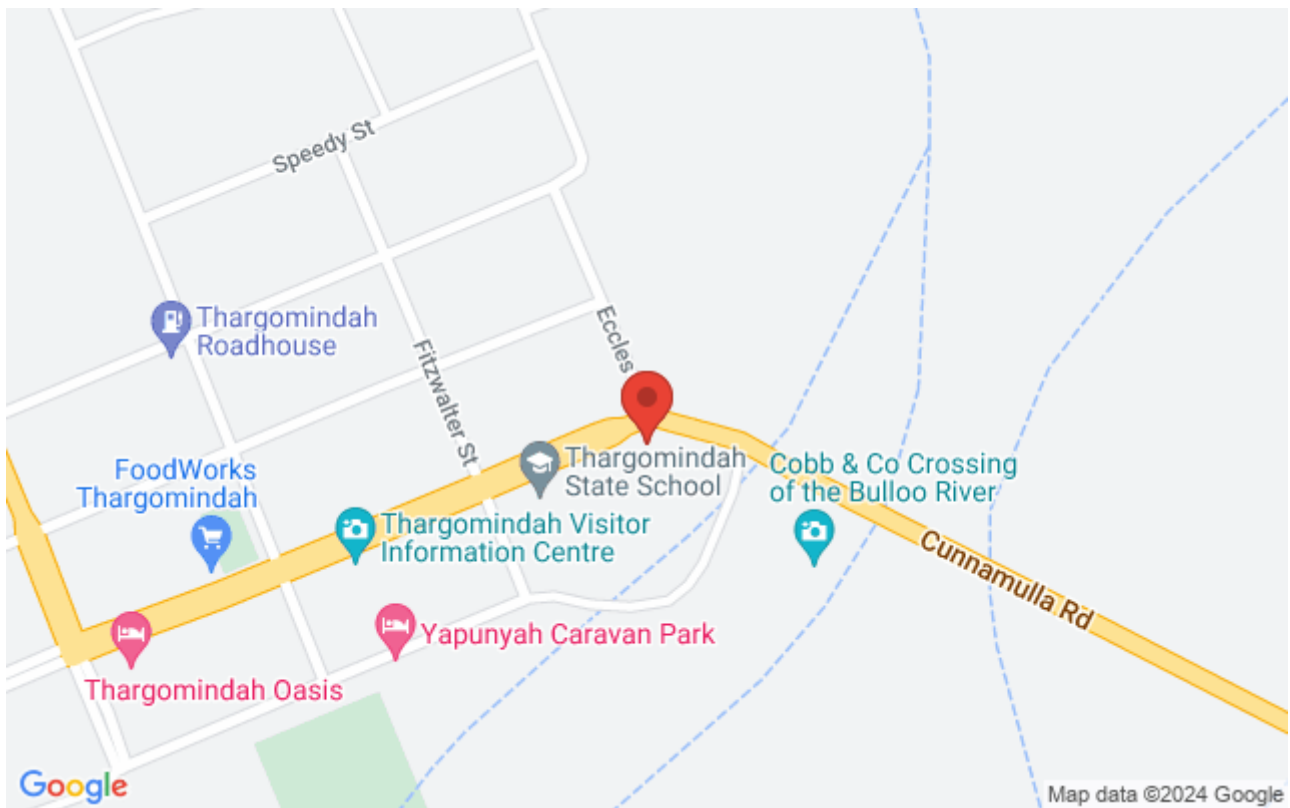 Speedy St
Thargomindah
Roadhouse
Eccles
Fitzwalter St
Thargomindah
State School
FoodWorks
Thargomindah
Cobb & Co Crossing
of the Bulloo River
Thargomindah Visitor
Information Centre
Cunnamulla Rd
Yapunyah Caravan Park
Thargomindah Oasis
Google
Map data ©2024 Google